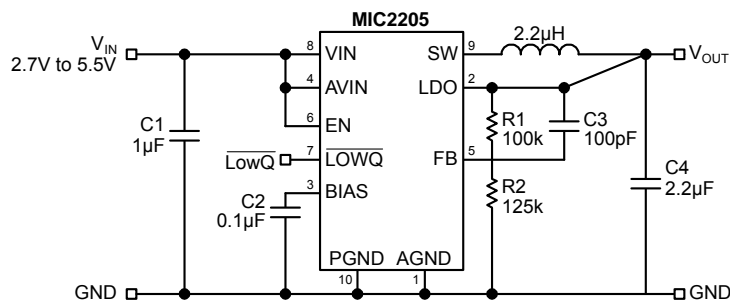 MIC2205
2.2µH
VIN
2.7V to 5.5V
8
VIN
SW
9
VOUT
4
AVIN
LDO
2
6
EN
R1
100k
C3
100pF
C1
1µF
LowQ
7
LOWQ
FB
5
3
BIAS
R2
125k
C4
2.2µF
C2
0.1µF
PGND
AGND
10
1
GND
GND